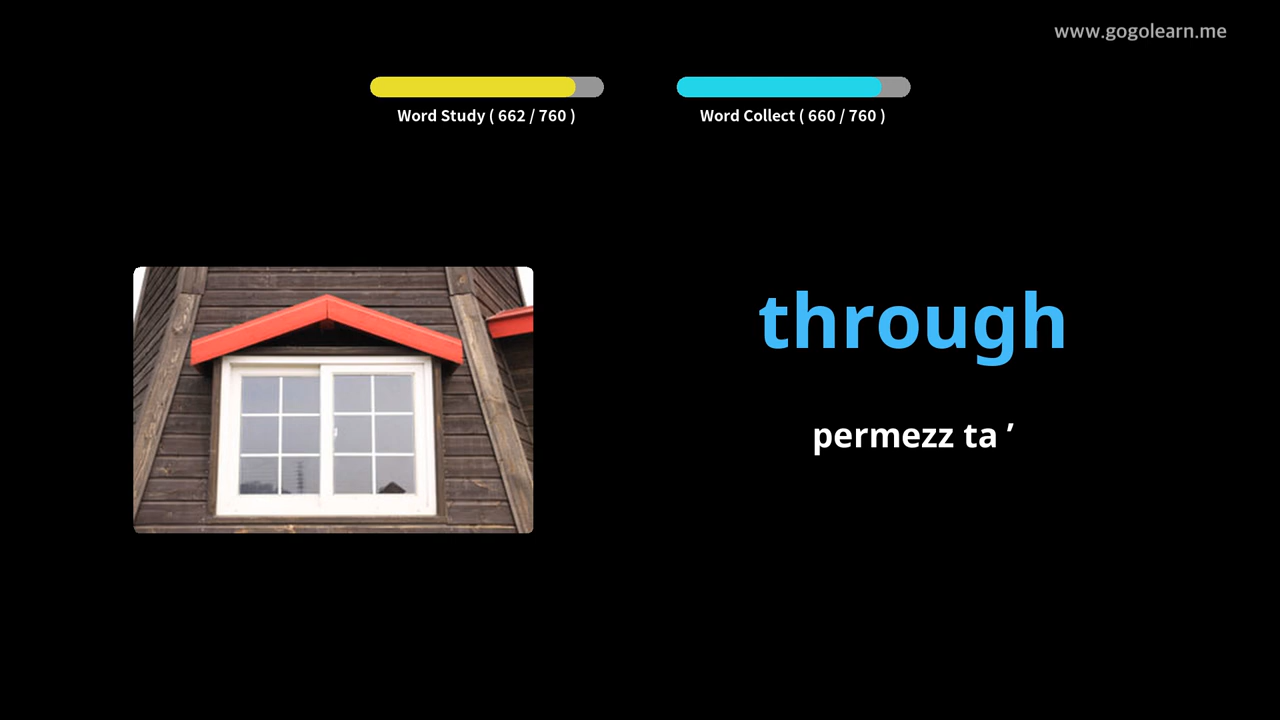 www.gogolearn.me
Word Study ( 662 / 760 )
Word Collect ( 660 / 760 )
through
permezz ta ’